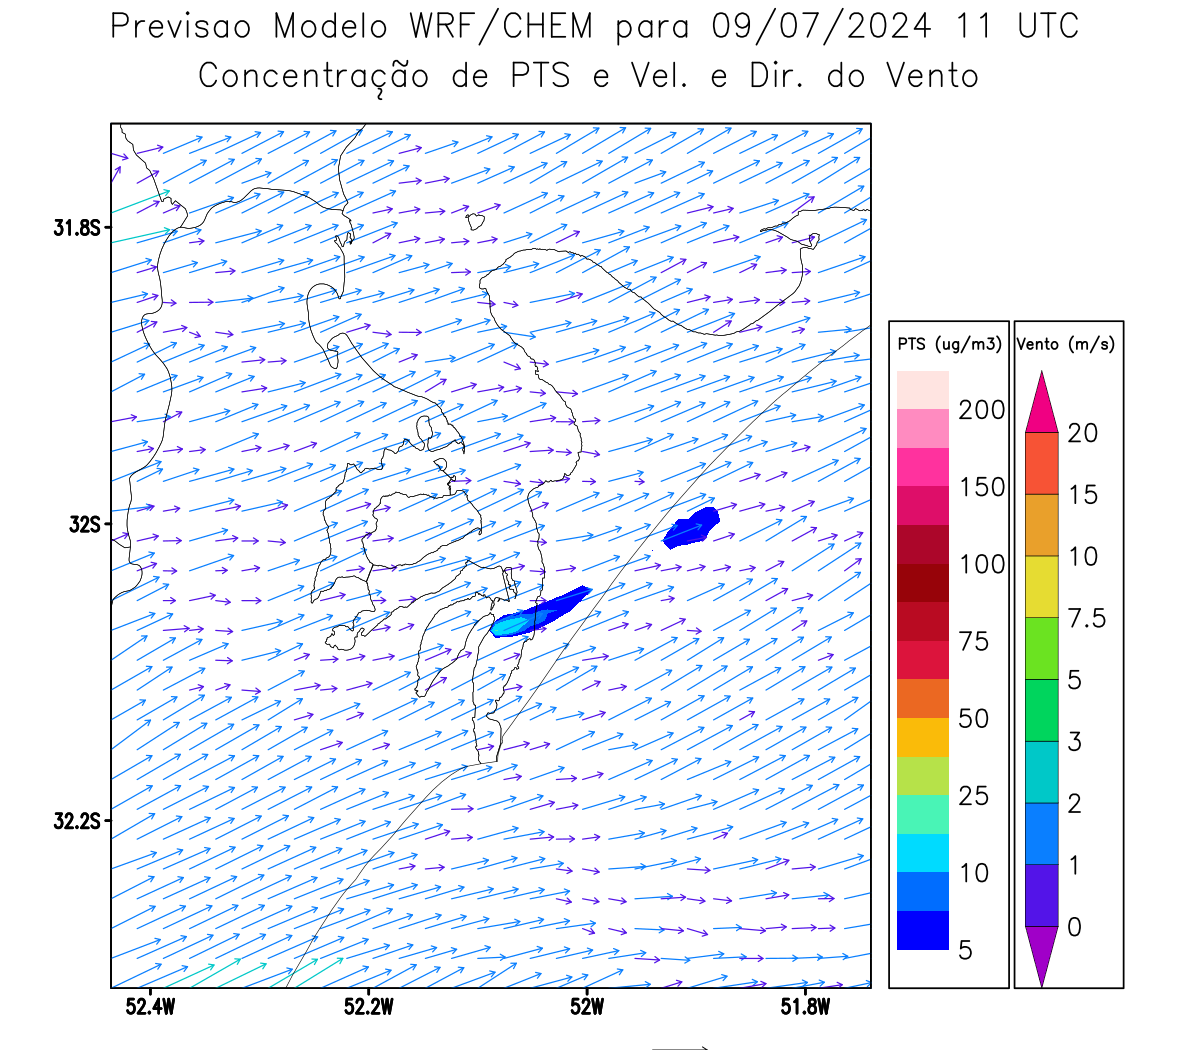 Previsao Modelo WRF/CHEM para 09/07/2024 11 UTC
Concentração de PTS e Vel. e Dir. do Vento
31.8S
32S
32.2S
52.4W 52.2W 52W 51.8W
PTS (ug/m3)
200
150
100
75
50
25
10
5
Vento (m/s)
20
15
10
7.5
5
3
2
1
0